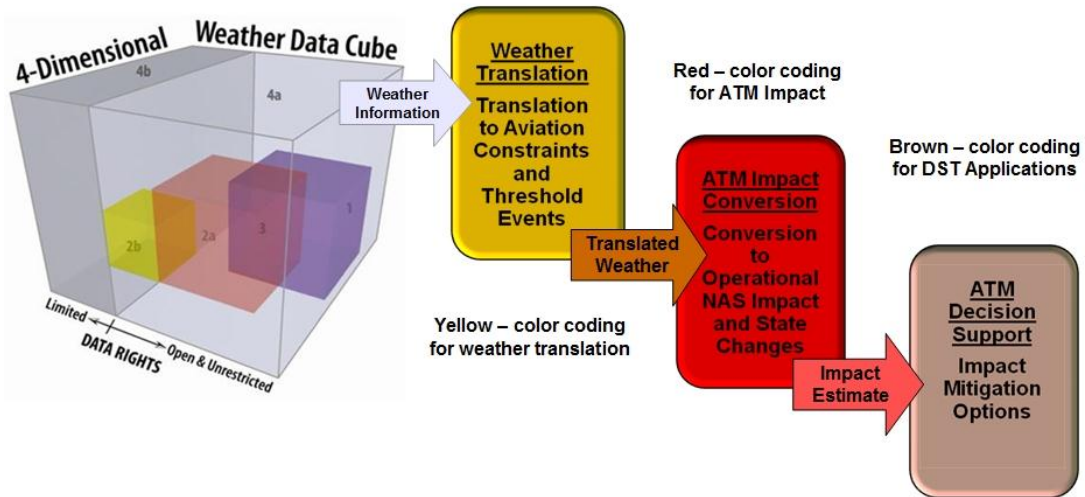 4-Dimensional
Weather Data Cube
4b
4a
1
3
2a
2b
Limited
DATA RIGHTS
Open & Unrestricted
Weather
Information
Weather
Translation
Translation
to Aviation
Constraints
and
Threshold
Events
Yellow – color coding
for weather translation
Translated
Weather
Red – color coding
for ATM Impact
ATM Impact
Conversion
Conversion
to
Operational
NAS Impact
and State
Changes
Impact
Estimate
Brown – color coding
for DST Applications
ATM
Decision
Support
Impact
Mitigation
Options